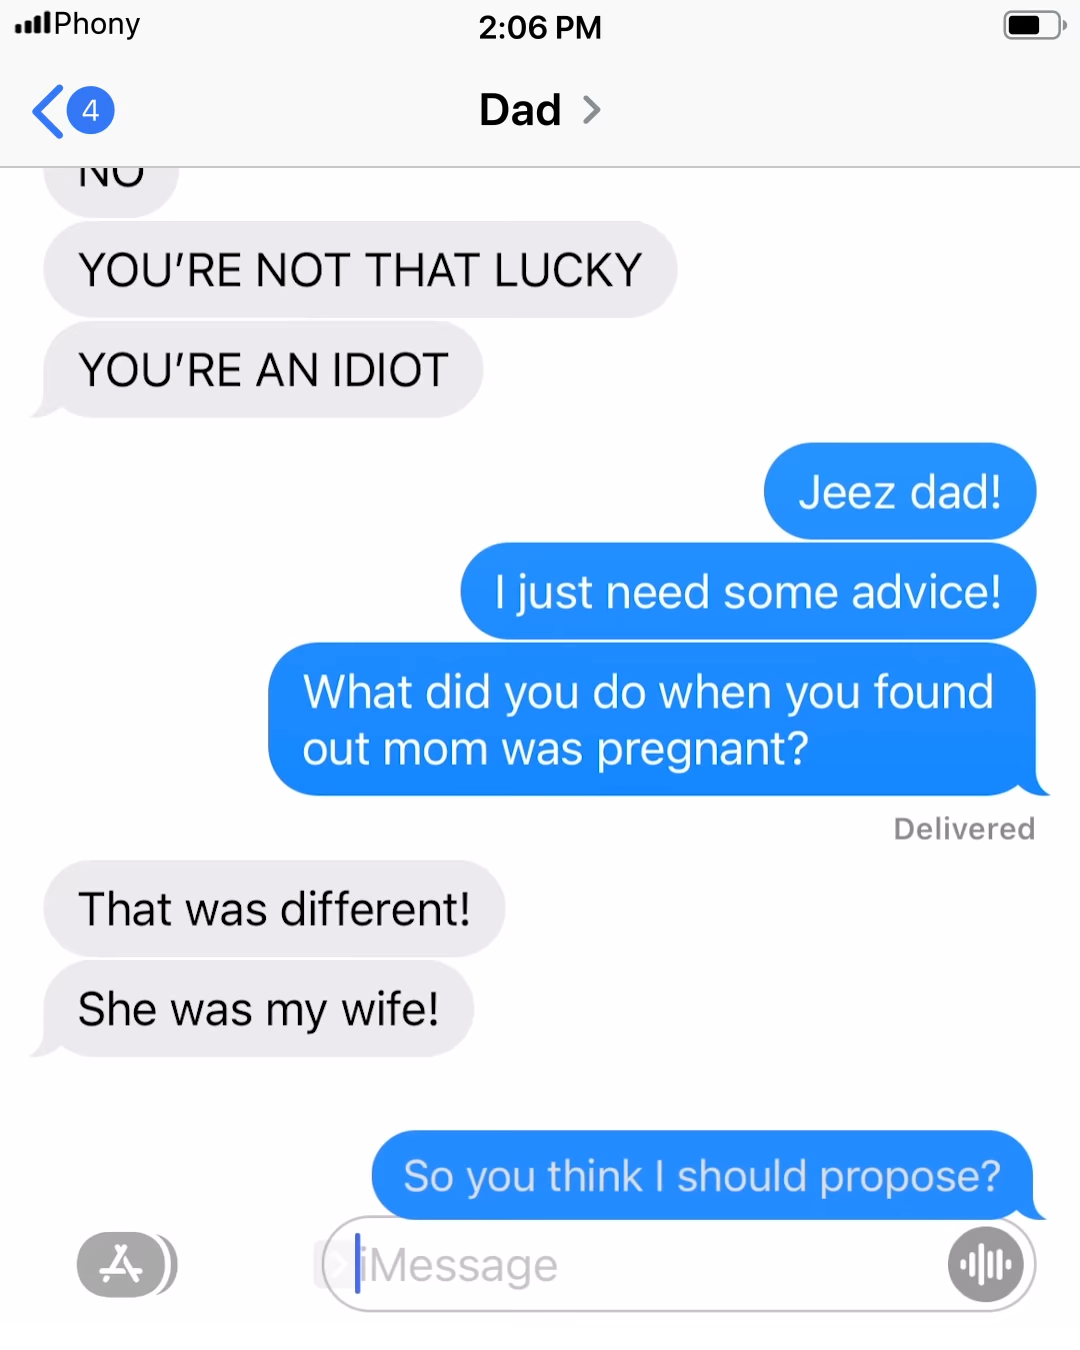 Phony
2:06 PM
4
Dad
NO
YOU’RE NOT THAT LUCKY
YOU’RE AN IDIOT
Jeez dad!
I just need some advice!
What did you do when you found
out mom was pregnant?
Delivered
That was different!
She was my wife!
So you think I should propose?
iMessage